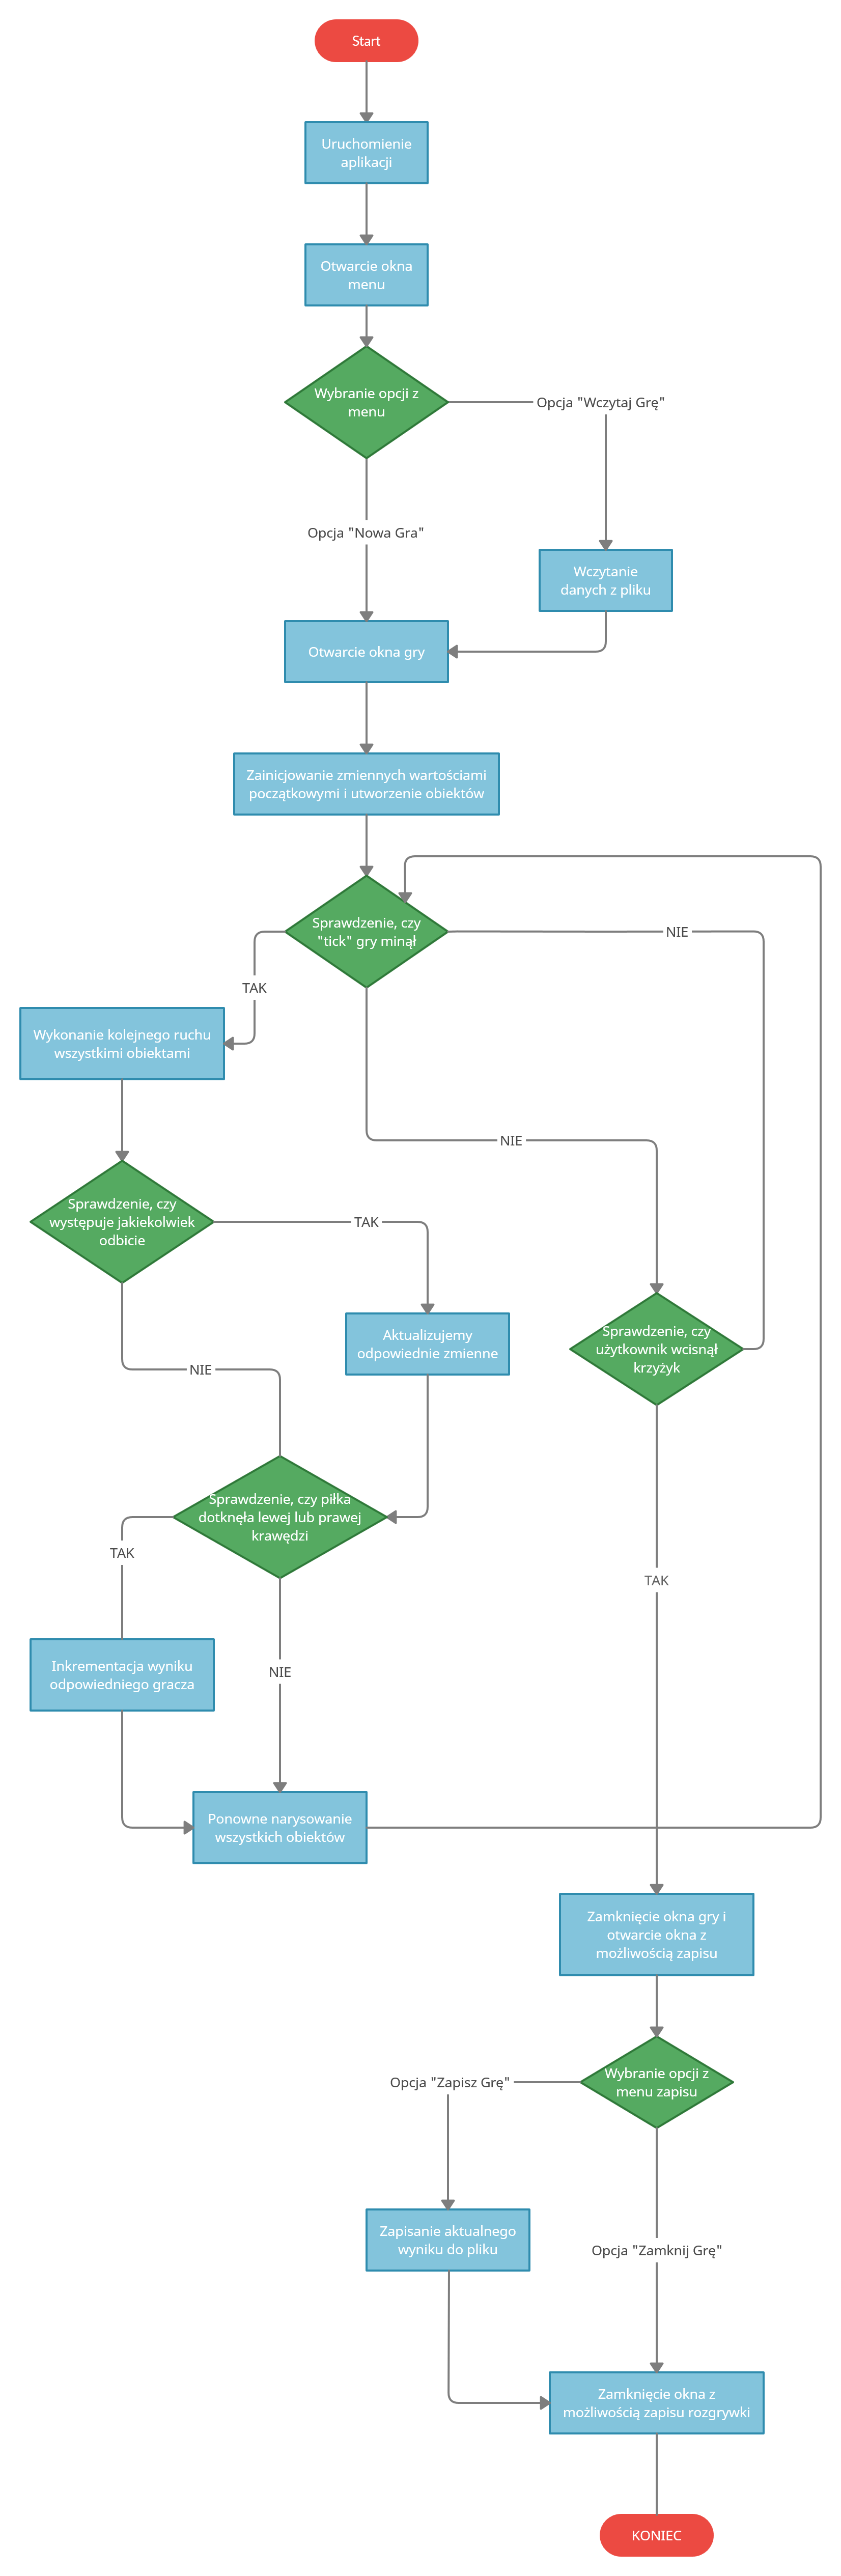 Start
Uruchomienie
aplikacji
Otwarcie okna
menu
Wybranie opcji z
menu
Opcja "Wczytaj Grę"
Opcja "Nowa Gra"
Wczytanie
danych z pliku
Otwarcie okna gry
Zainicjowanie zmiennych wartościami
początkowymi i utworzenie obiektów
Sprawdzenie, czy
"tick" gry minął
NIE
TAK
Wykonanie kolejnego ruchu
wszystkimi obiektami
NIE
Sprawdzenie, czy
występuje jakiekolwiek
odbicie
TAK
Aktualizujemy
odpowiednie zmienne
Sprawdzenie, czy
użytkownik wcisnął
krzyżyk
NIE
Sprawdzenie, czy piłka
dotknęła lewej lub prawej
krawędzi
TAK
TAK
Inkrementacja wyniku
odpowiedniego gracza
NIE
Ponowne narysowanie
wszystkich obiektów
Zamknięcie okna gry i
otwarcie okna z
możliwością zapisu
Wybranie opcji z
menu zapisu
Opcja "Zapisz Grę"
Zapisanie aktualnego
wyniku do pliku
Opcja "Zamknij Grę"
Zamknięcie okna z
możliwością zapisu rozgrywki
KONIEC